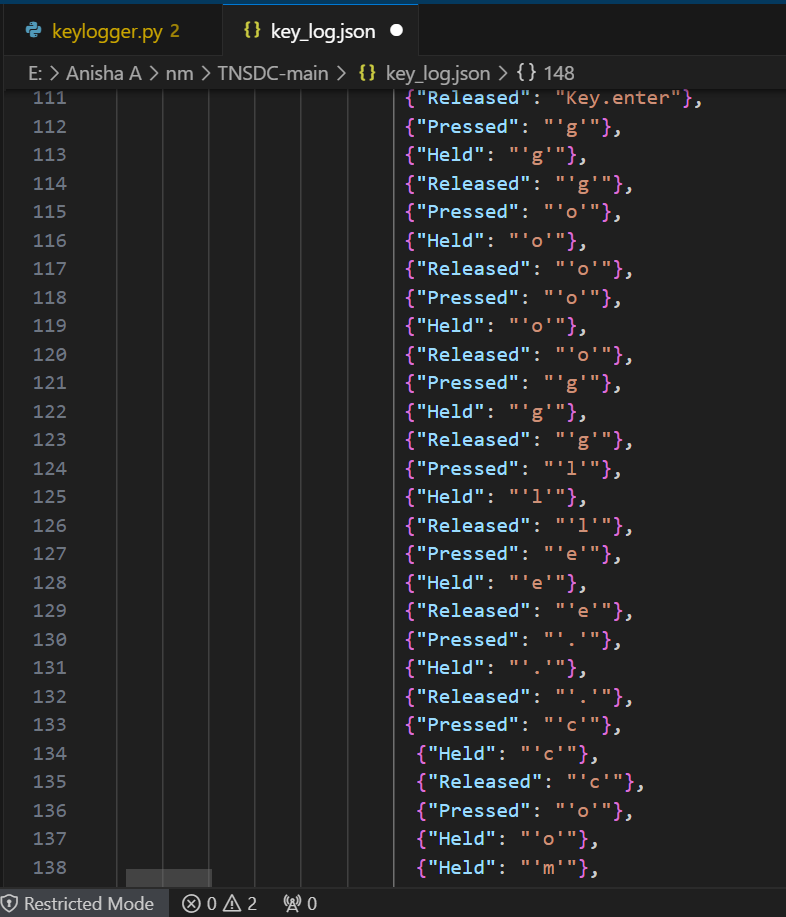 keylogger.py 2
{} key_log.json
E: > Anisha A > nm > TNSDC-main > {} key_log.json > {} 148
111 {"Released": "Key.enter"},
112 {"Pressed": "'g'"},
113 {"Held": "'g'"},
114 {"Released": "'g'"},
115 {"Pressed": "'o'"},
116 {"Held": "'o'"},
117 {"Released": "'o'"},
118 {"Pressed": "'o'"},
119 {"Held": "'o'"},
120 {"Released": "'o'"},
121 {"Pressed": "'g'"},
122 {"Held": "'g'"},
123 {"Released": "'g'"},
124 {"Pressed": "'l'"},
125 {"Held": "'l'"},
126 {"Released": "'l'"},
127 {"Pressed": "'e'"},
128 {"Held": "'e'"},
129 {"Released": "'e'"},
130 {"Pressed": "'.'"},
131 {"Held": "'.'"},
132 {"Released": "'.'"},
133 {"Pressed": "'c'"},
134 {"Held": "'c'"},
135 {"Released": "'c'"},
136 {"Pressed": "'o'"},
137 {"Held": "'o'"},
138 {"Held": "'m'"},
Restricted Mode 0 2 0